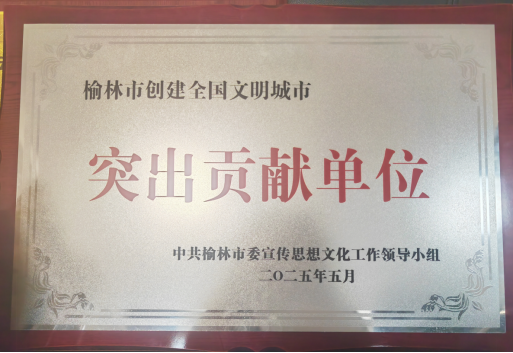 榆林市创建全国文明城市
突出贡献单位
中共榆林市委宣传思想文化工作领导小组
二〇二五年五月